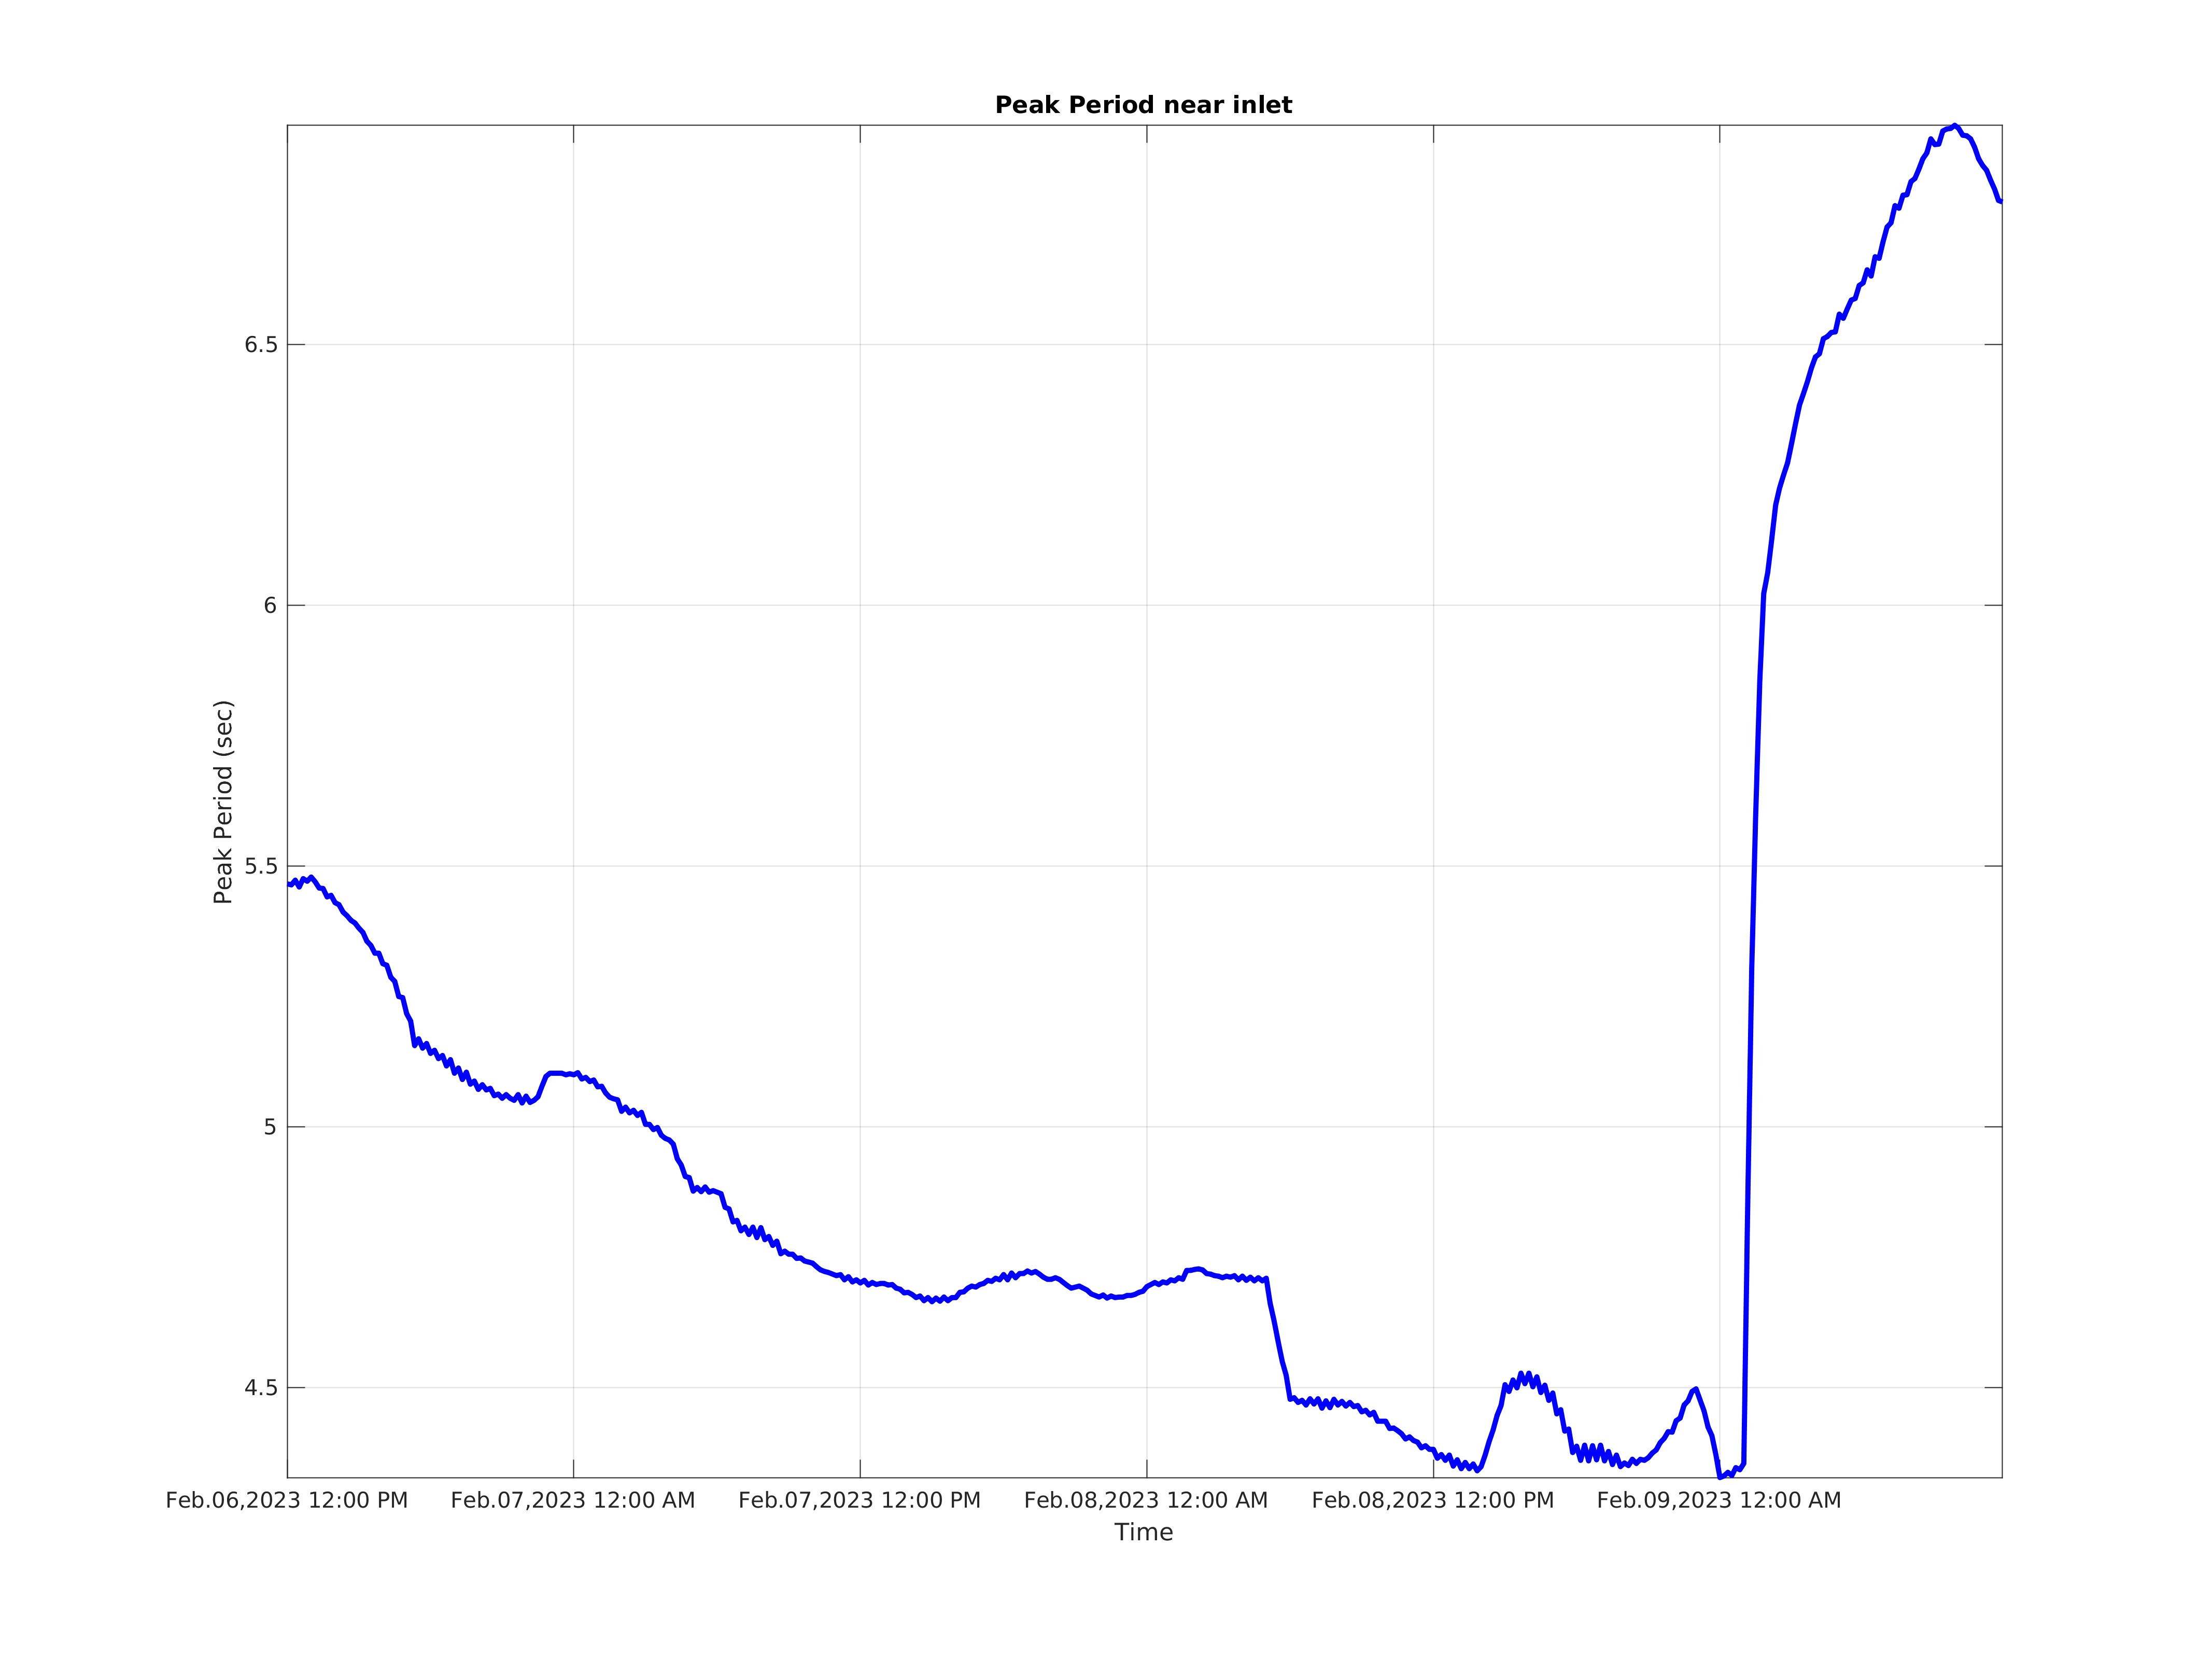 Peak Period near inlet
6.5
6
5.5
5
4.5
Peak Period (sec)
Feb.06,2023 12:00 PM
Feb.07,2023 12:00 AM
Feb.07,2023 12:00 PM
Feb.08,2023 12:00 AM
Feb.08,2023 12:00 PM
Feb.09,2023 12:00 AM
Time